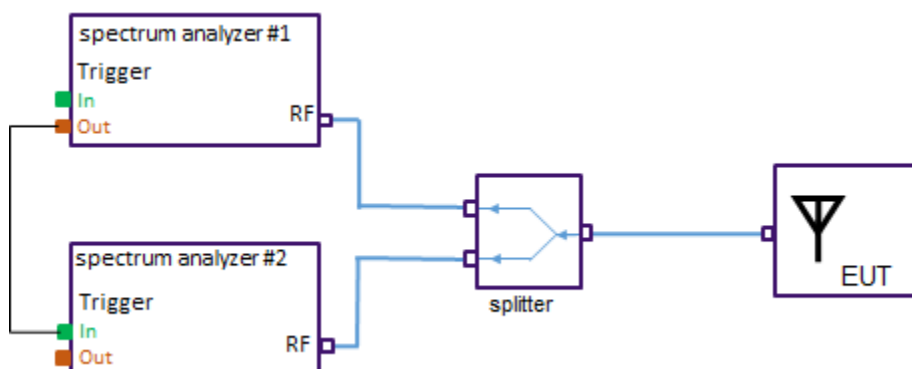 spectrum analyzer #1
Trigger
In
Out
RF
spectrum analyzer #2
Trigger
In
Out
RF
splitter
EUT